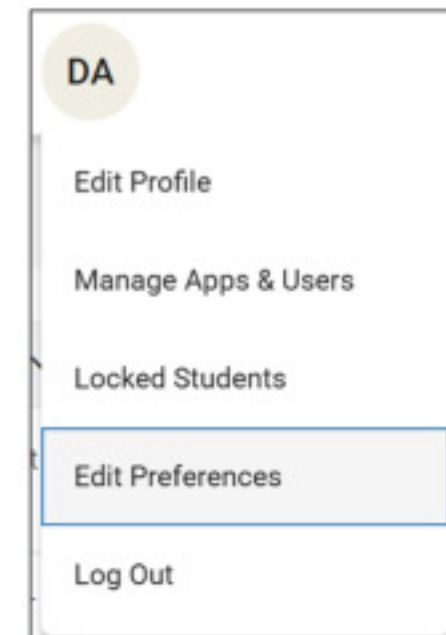 DA
Edit Profile
Manage Apps & Users
Locked Students
Edit Preferences
Log Out